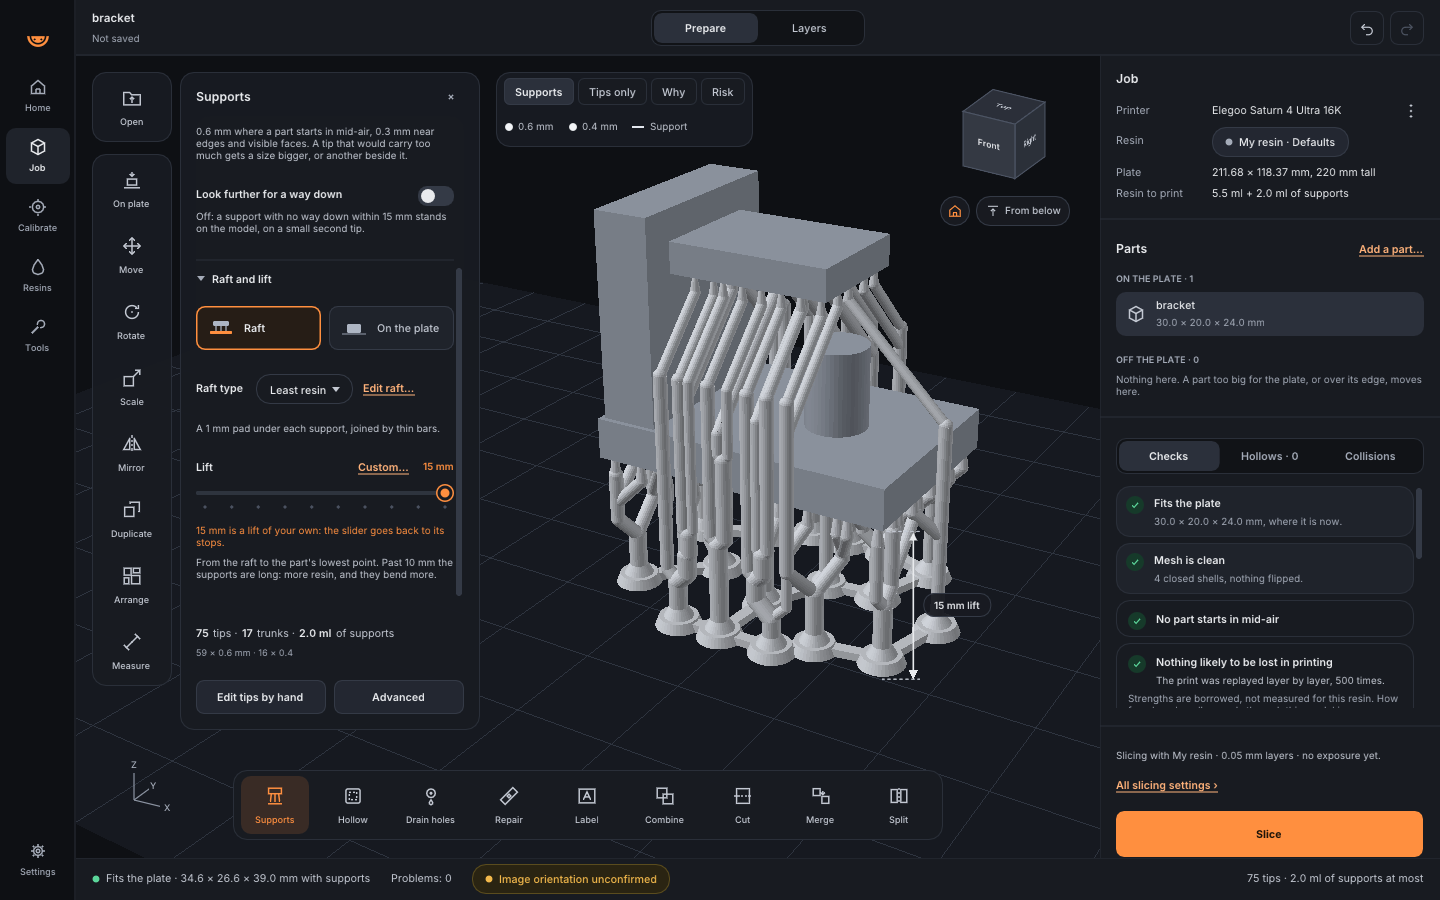 bracket
Not saved
Prepare
Layers
Home
Job
Calibrate
Resins
Tools
Settings
Open
On plate
Move
Rotate
Scale
Mirror
Duplicate
Arrange
Measure
Supports
×
0.6 mm where a part starts in mid-air, 0.3 mm near
edges and visible faces. A tip that would carry too
much gets a size bigger, or another beside it.
Look further for a way down
Off: a support with no way down within 15 mm stands
on the model, on a small second tip.
Raft and lift
Raft
On the plate
Raft type
Least resin
Edit raft...
A 1 mm pad under each support, joined by thin bars.
Lift
Custom...
15 mm
15 mm is a lift of your own: the slider goes back to its
stops.
From the raft to the part's lowest point. Past 10 mm the
supports are long: more resin, and they bend more.
75 tips · 17 trunks · 2.0 ml of supports
59 × 0.6 mm · 16 × 0.4
Edit tips by hand
Advanced
Supports
Tips only
Why
Risk
0.6 mm
0.4 mm
Support
Top
Front
Right
From below
15 mm lift
Z
Y
X
Supports
Hollow
Drain holes
Repair
Label
Combine
Cut
Merge
Split
Job
Printer
Elegoo Saturn 4 Ultra 16K
Resin
My resin · Defaults
Plate
211.68 × 118.37 mm, 220 mm tall
Resin to print
5.5 ml + 2.0 ml of supports
Parts
Add a part...
ON THE PLATE · 1
bracket
30.0 × 20.0 × 24.0 mm
OFF THE PLATE · 0
Nothing here. A part too big for the plate, or over its edge, moves
here.
Checks
Hollows · 0
Collisions
Fits the plate
30.0 × 20.0 × 24.0 mm, where it is now.
Mesh is clean
4 closed shells, nothing flipped.
No part starts in mid-air
Nothing likely to be lost in printing
The print was replayed layer by layer, 500 times.
Strengths are borrowed, not measured for this resin. How
Slicing with My resin · 0.05 mm layers · no exposure yet.
All slicing settings ›
Slice
Fits the plate · 34.6 × 26.6 × 39.0 mm with supports
Problems: 0
Image orientation unconfirmed
75 tips · 2.0 ml of supports at most